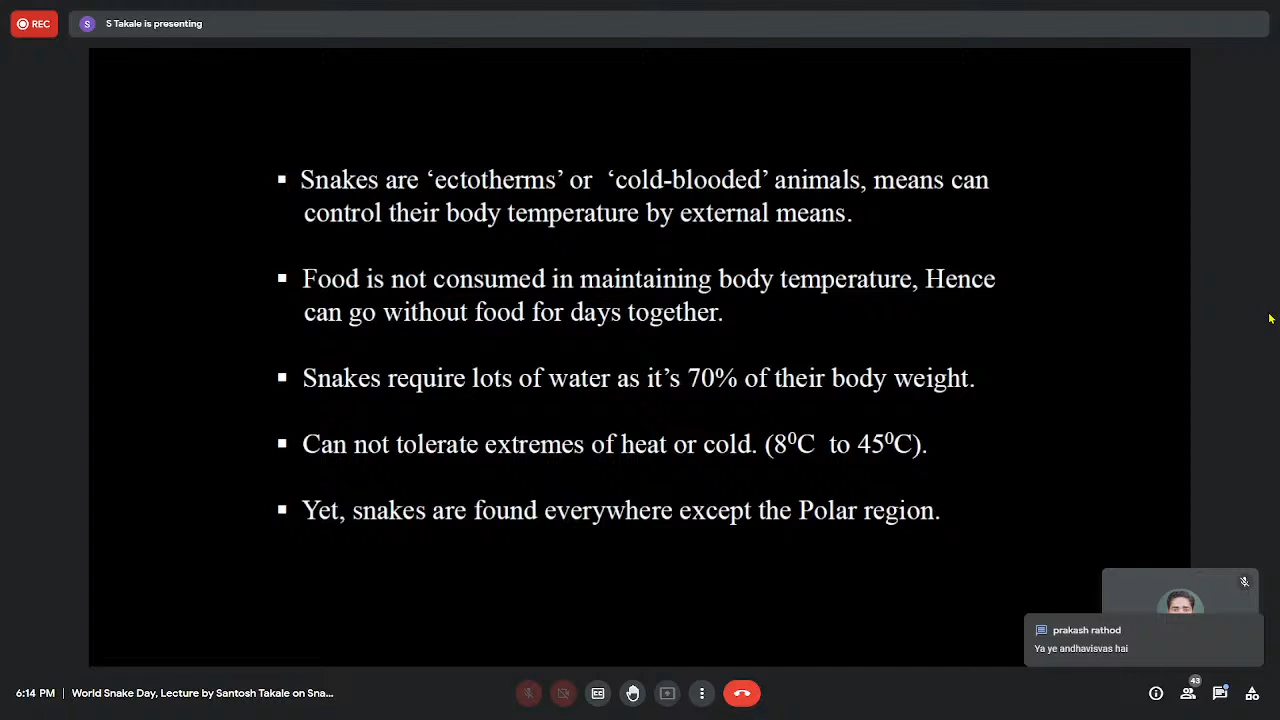 REC
S
S Takale is presenting
▪ Snakes are ‘ectotherms’ or ‘cold-blooded’ animals, means can
control their body temperature by external means.
▪ Food is not consumed in maintaining body temperature, Hence
can go without food for days together.
▪ Snakes require lots of water as it’s 70% of their body weight.
▪ Can not tolerate extremes of heat or cold. (8⁰C to 45⁰C).
▪ Yet, snakes are found everywhere except the Polar region.
prakash rathod
Ya ye andhavisvas hai
6:14 PM | World Snake Day, Lecture by Santosh Takale on Sna...
43